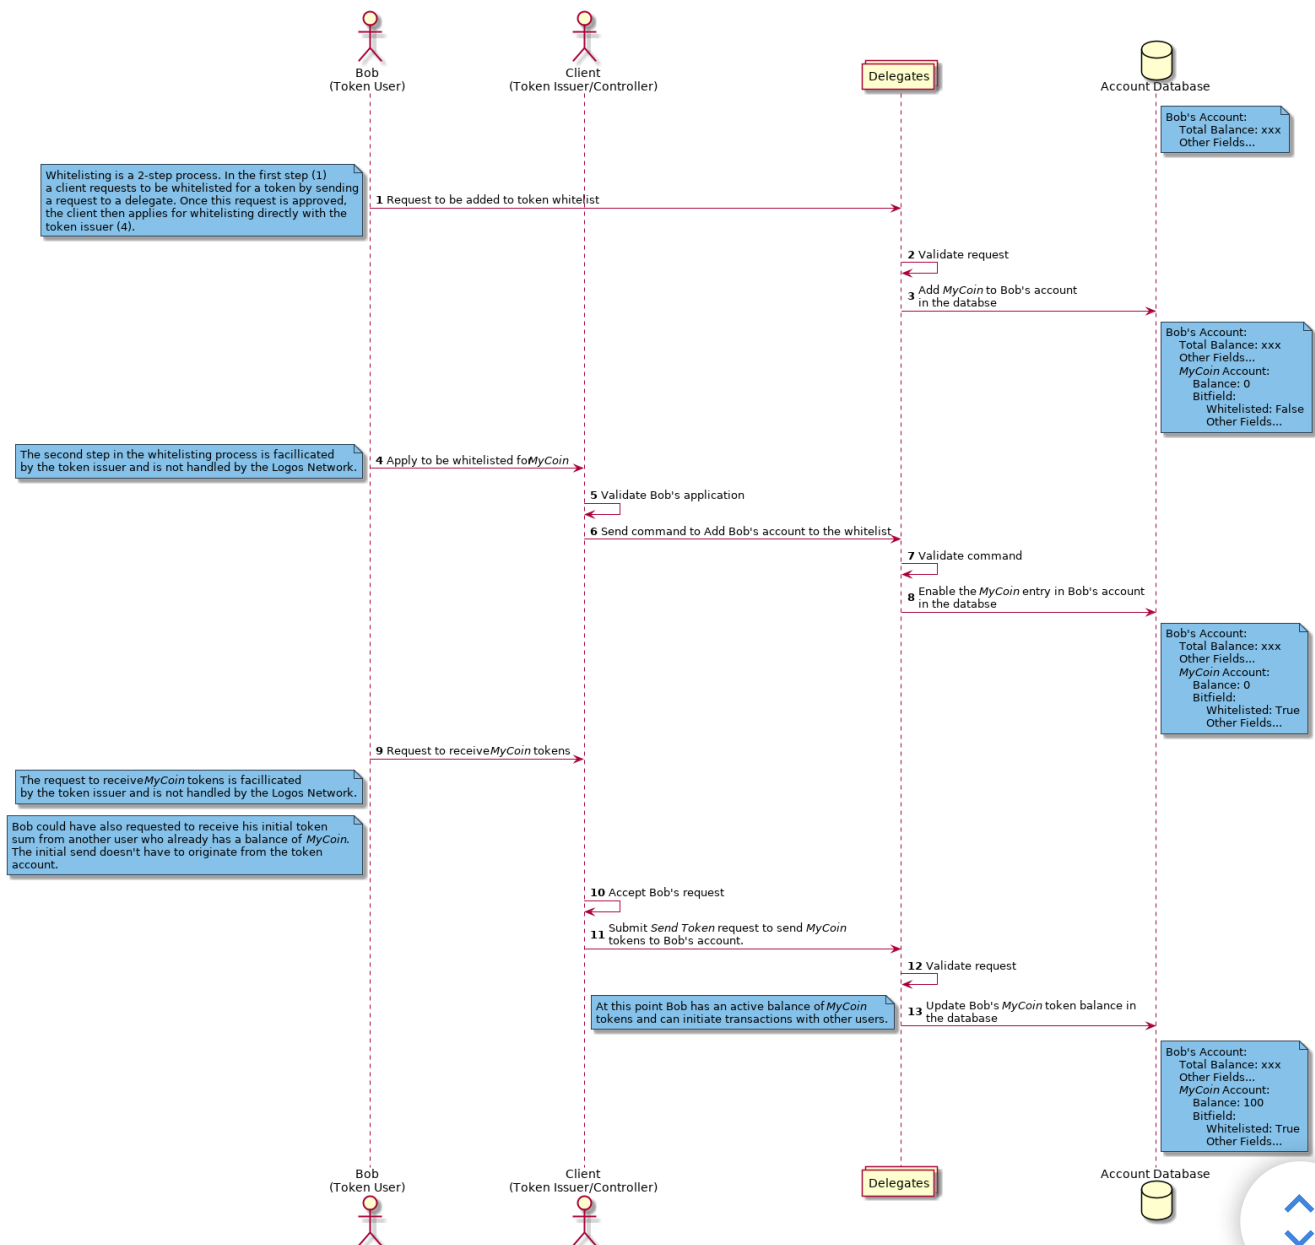 Bob
(Token User)
Client
(Token Issuer/Controller)
Delegates
Account Database
Bob's Account:
Total Balance: xxx
Other Fields...
Whitelisting is a 2-step process. In the first step (1)
a client requests to be whitelisted for a token by sending
a request to a delegate. Once this request is approved,
the client then applies for whitelisting directly with the
token issuer (4).
1 Request to be added to token whitelist
2 Validate request
3 Add MyCoin to Bob's account
in the databse
Bob's Account:
Total Balance: xxx
Other Fields...
MyCoin Account:
Balance: 0
Bitfield:
Whitelisted: False
Other Fields...
The second step in the whitelisting process is facillicated
by the token issuer and is not handled by the Logos Network.
4 Apply to be whitelisted for MyCoin
5 Validate Bob's application
6 Send command to Add Bob's account to the whitelist
7 Validate command
8 Enable the MyCoin entry in Bob's account
in the databse
Bob's Account:
Total Balance: xxx
Other Fields...
MyCoin Account:
Balance: 0
Bitfield:
Whitelisted: True
Other Fields...
9 Request to receive MyCoin tokens
The request to receive MyCoin tokens is facillicated
by the token issuer and is not handled by the Logos Network.
Bob could have also requested to receive his initial token
sum from another user who already has a balance of MyCoin.
The initial send doesn't have to originate from the token
account.
10 Accept Bob's request
11 Submit Send Token request to send MyCoin
tokens to Bob's account.
12 Validate request
At this point Bob has an active balance of MyCoin
tokens and can initiate transactions with other users.
13 Update Bob's MyCoin token balance in
the database
Bob's Account:
Total Balance: xxx
Other Fields...
MyCoin Account:
Balance: 100
Bitfield:
Whitelisted: True
Other Fields...
Bob
(Token User)
Client
(Token Issuer/Controller)
Delegates
Account Database